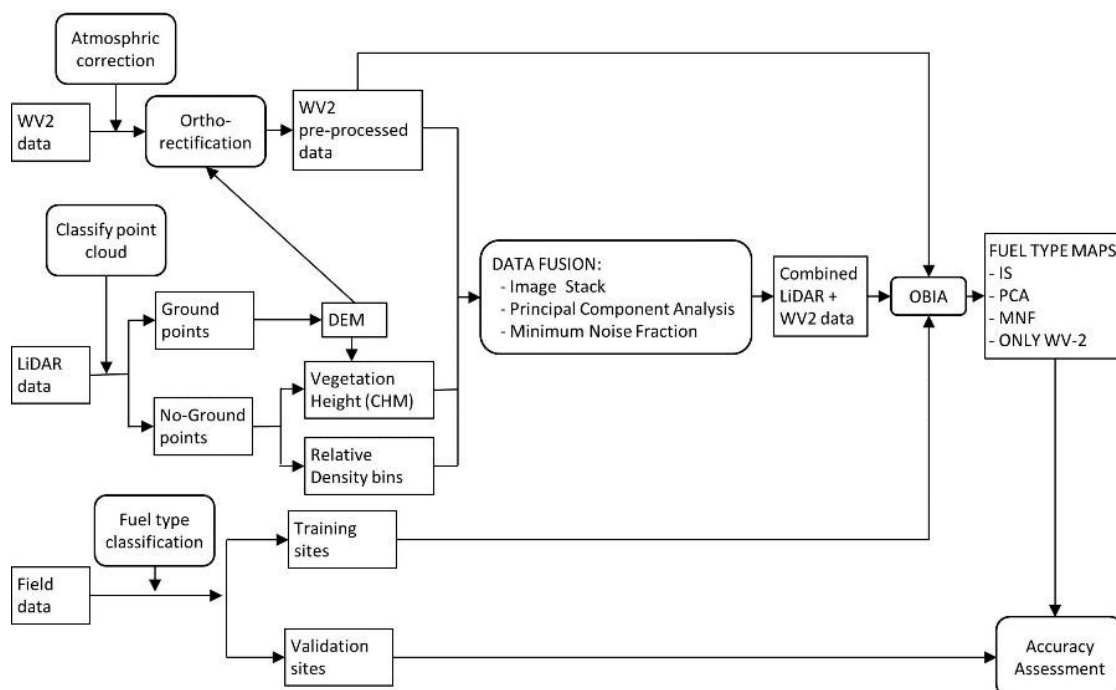 Atmosphric
correction
WV2
data
Ortho-
rectification
WV2
pre-processed
data
Classify point
cloud
Ground
points
DEM
LiDAR
data
No-Ground
points
Vegetation
Height (CHM)
Relative
Density bins
DATA FUSION:
- Image Stack
- Principal Component Analysis
- Minimum Noise Fraction
Combined
LiDAR +
WV2 data
OBIA
FUEL TYPE MAPS
- IS
- PCA
- MNF
- ONLY WV-2
Fuel type
classification
Field
data
Training
sites
Validation
sites
Accuracy
Assessment